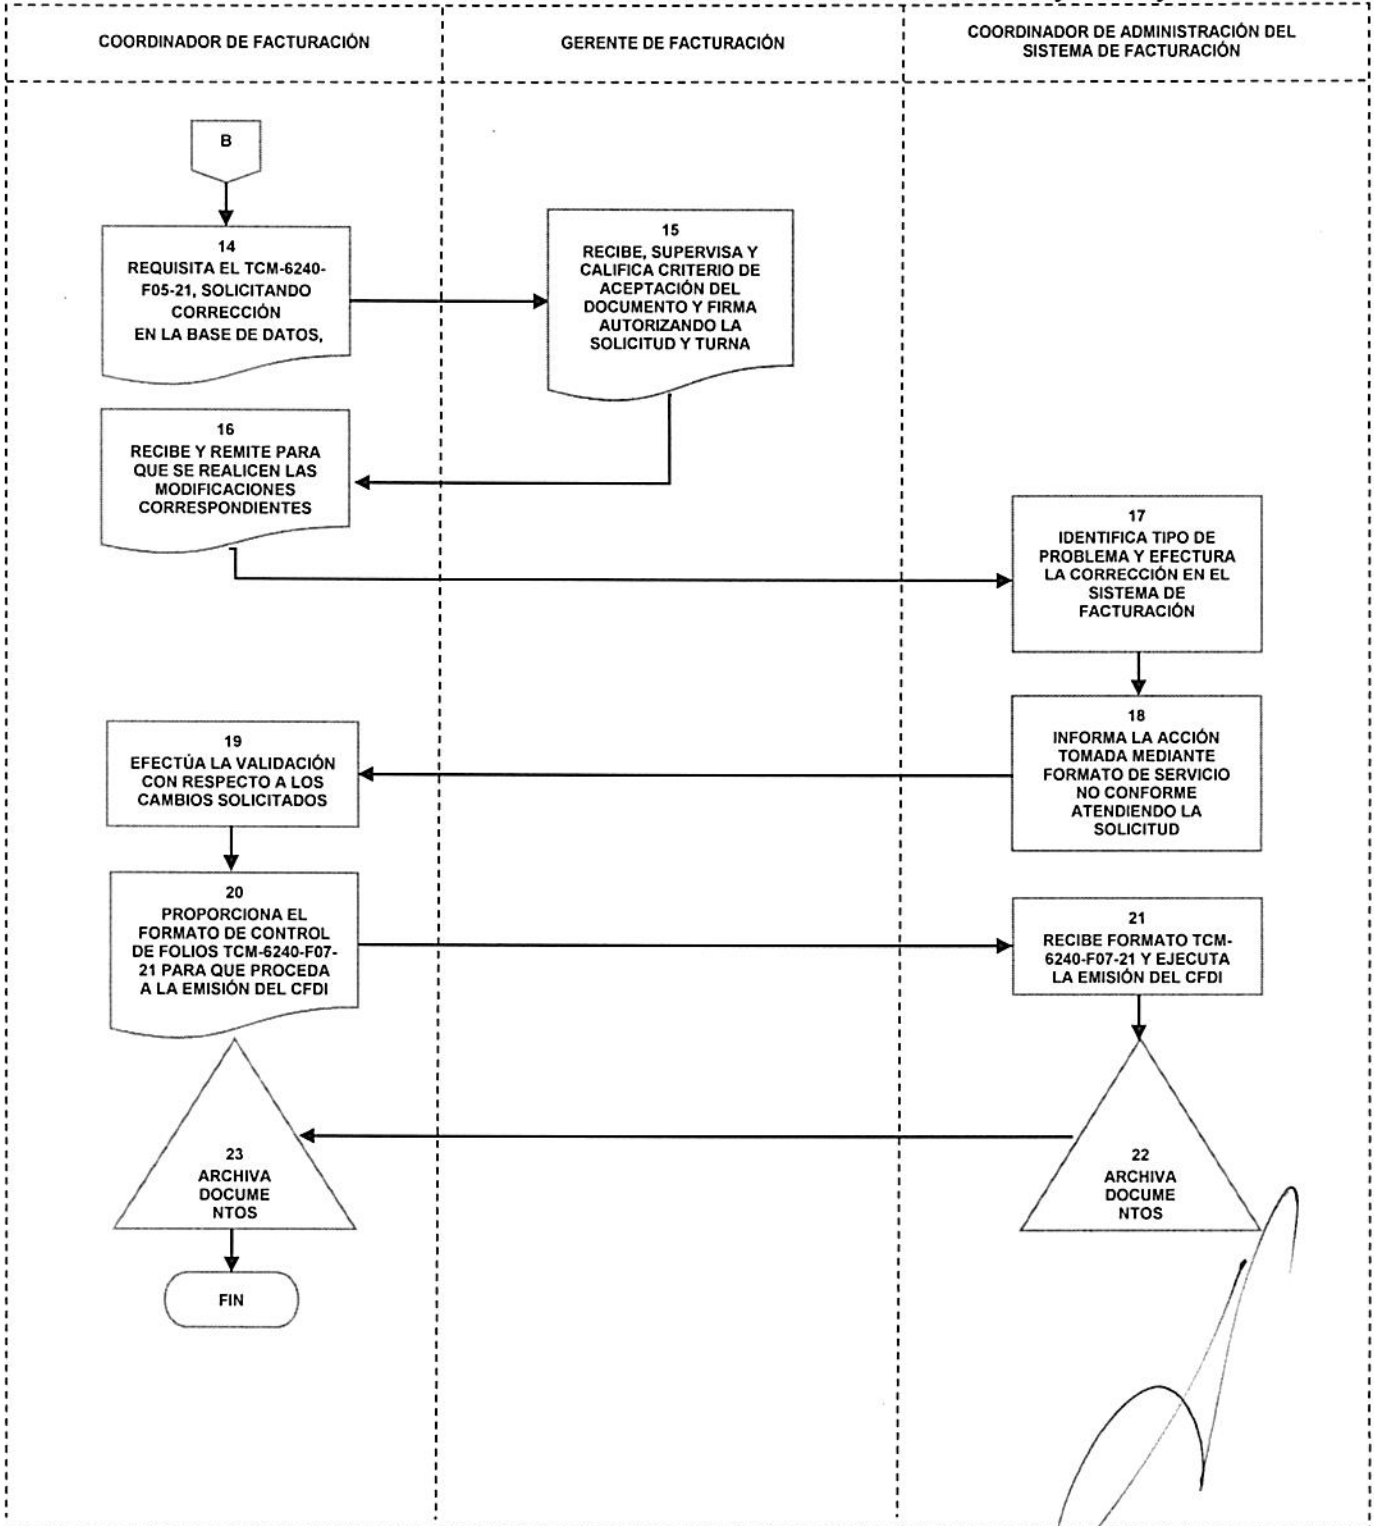 COORDINADOR DE FACTURACIÓN
GERENTE DE FACTURACIÓN
COORDINADOR DE ADMINISTRACIÓN DEL
SISTEMA DE FACTURACIÓN
B
14
REQUISITA EL TCM-6240-
F05-21, SOLICITANDO
CORRECCIÓN
EN LA BASE DE DATOS,
15
RECIBE, SUPERVISA Y
CALIFICA CRITERIO DE
ACEPTACIÓN DEL
DOCUMENTO Y FIRMA
AUTORIZANDO LA
SOLICITUD Y TURNA
16
RECIBE Y REMITE PARA
QUE SE REALICEN LAS
MODIFICACIONES
CORRESPONDIENTES
17
IDENTIFICA TIPO DE
PROBLEMA Y EFECTURA
LA CORRECCIÓN EN EL
SISTEMA DE
FACTURACIÓN
18
INFORMA LA ACCIÓN
TOMADA MEDIANTE
FORMATO DE SERVICIO
NO CONFORME
ATENDIENDO LA
SOLICITUD
19
EFECTÚA LA VALIDACIÓN
CON RESPECTO A LOS
CAMBIOS SOLICITADOS
20
PROPORCIONA EL
FORMATO DE CONTROL
DE FOLIOS TCM-6240-F07-
21 PARA QUE PROCEDA
A LA EMISIÓN DEL CFDI
21
RECIBE FORMATO TCM-
6240-F07-21 Y EJECUTA
LA EMISIÓN DEL CFDI
22
ARCHIVA
DOCUME
NTOS
23
ARCHIVA
DOCUME
NTOS
FIN